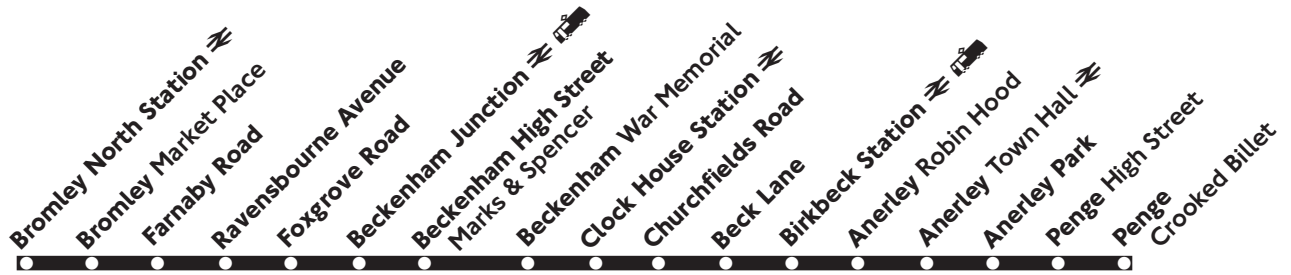 Bromley North Station
Bromley Market Place
Farnaby Road
Ravensbourne Avenue
Foxgrove Road
Beckenham Junction
Beckenham High Street
Marks & Spencer
Beckenham War Memorial
Clock House Station
Churchfields Road
Beck Lane
Birkbeck Station
Anerley Robin Hood
Anerley Town Hall
Anerley Park
Penge High Street
Penge
Crooked Billet